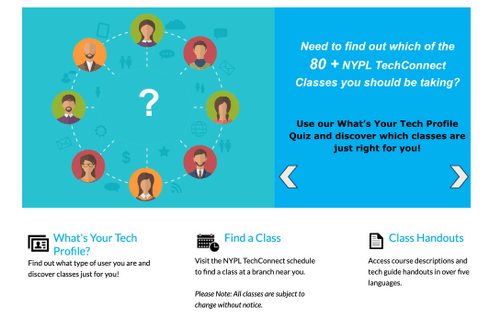 Need to find out which of the
80 + NYPL TechConnect
Classes you should be taking?
Use our What's Your Tech Profile
Quiz and discover which classes are
just right for you!
?
What's Your Tech
Profile?
Find out what type of user you are and
discover classes just for you!
Find a Class
Visit the NYPL TechConnect schedule
to find a class at a branch near you.
Please Note: All classes are subject to
change without notice.
Class Handouts
Access course descriptions and
tech guide handouts in over five
languages.